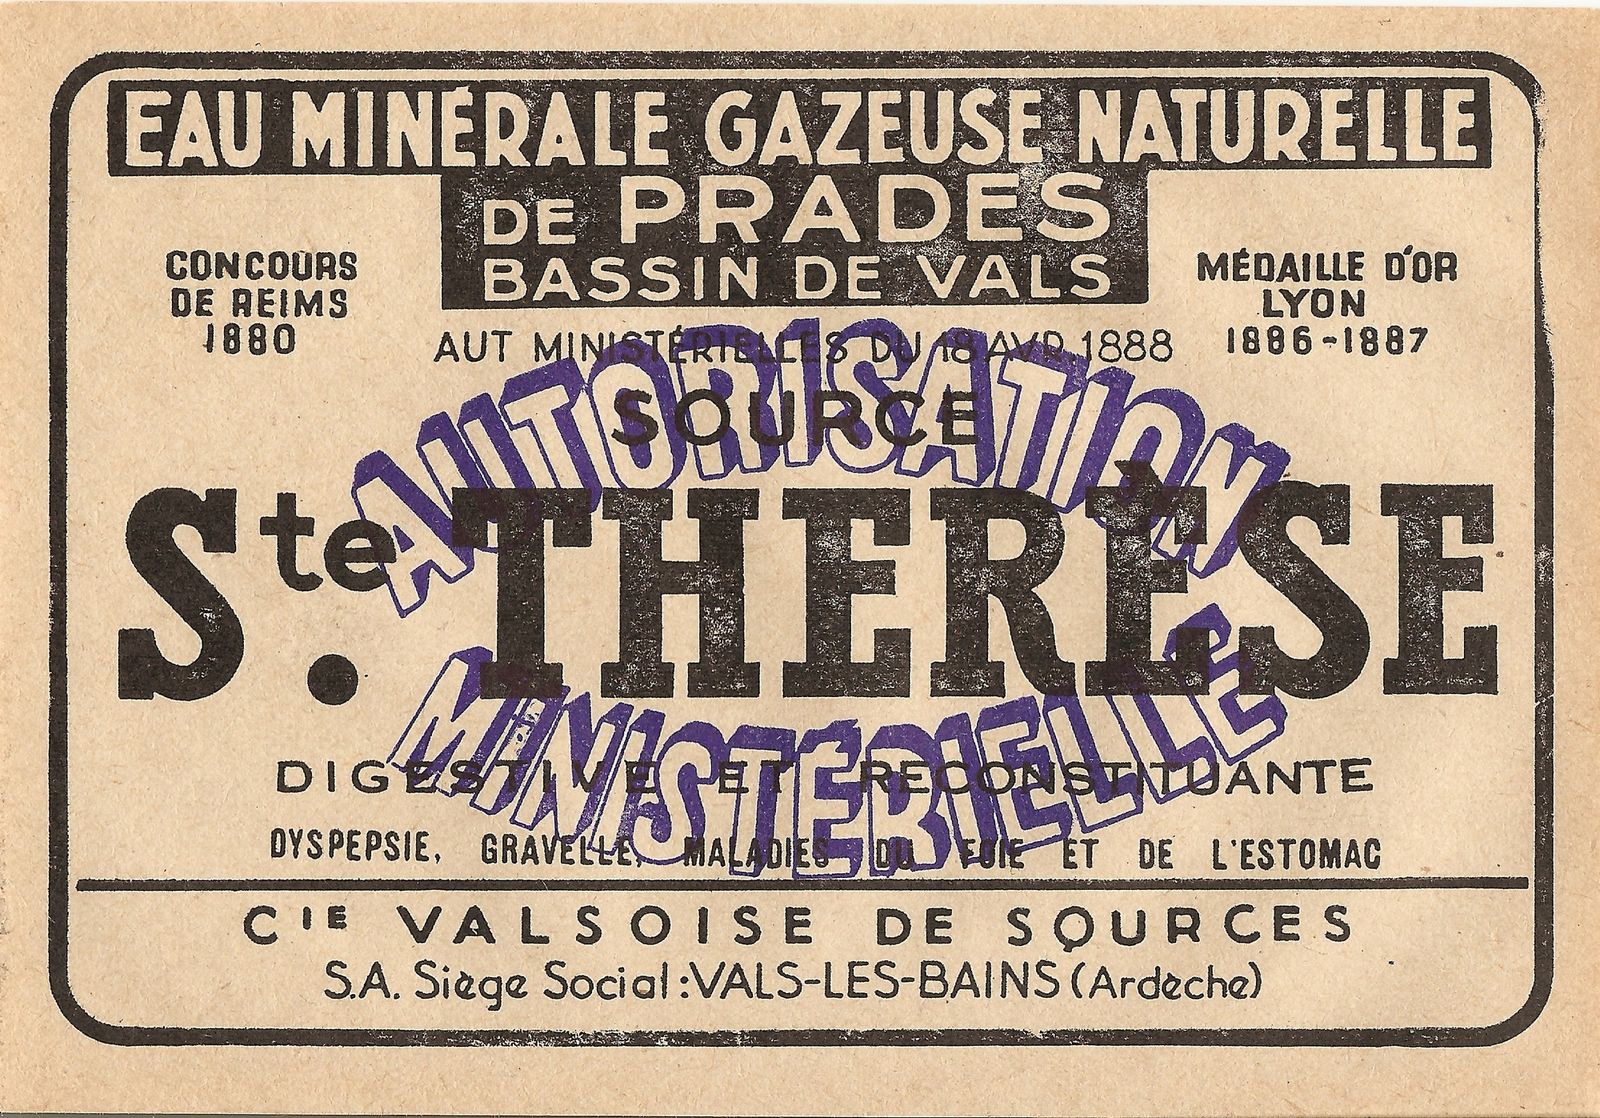 EAU MINÉRALE GAZEUSE NATURELLE
DE PRADES
BASSIN DE VALS
CONCOURS
DE REIMS
1880
MÉDAILLE D'OR
LYON
1886-1887
AUT MINISTÉRIELLES DU 18 AVR. 1888
SOURCE
Ste. THERÈSE
AUTORISATION
MINISTÉRIELLE
DIGESTIVE ET RECONSTITUANTE
DYSPEPSIE, GRAVELLE, MALADIES DU FOIE ET DE L'ESTOMAC
CIE VALSOISE DE SOURCES
S.A. Siège Social : VALS-LES-BAINS (Ardèche)